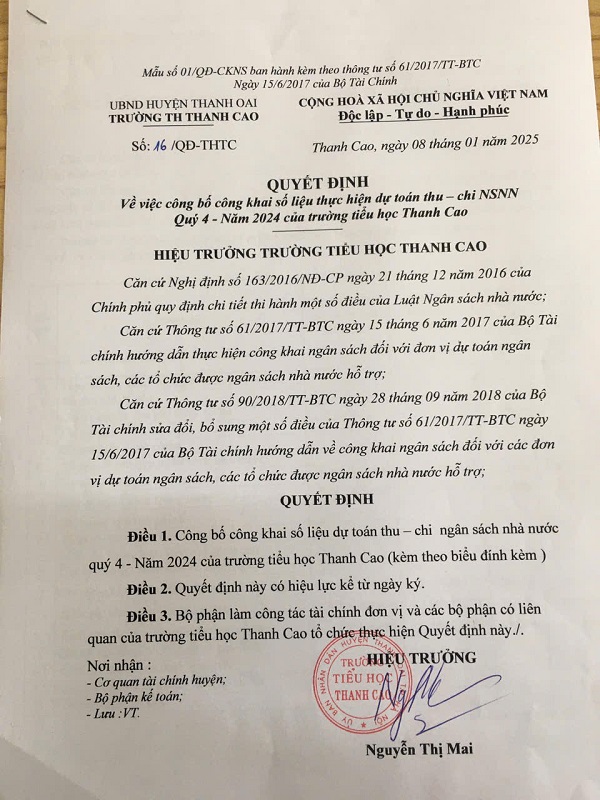 Mẫu số 01/QĐ-CKNS ban hành kèm theo thông tư số 61/2017/TT-BTC
Ngày 15/6/2017 của Bộ Tài Chính
UBND HUYỆN THANH OAI
TRƯỜNG TH THANH CAO
CỘNG HOÀ XÃ HỘI CHỦ NGHĨA VIỆT NAM
Độc lập - Tự do - Hạnh phúc
Số: 16 /QĐ-THTC
Thanh Cao, ngày 08 tháng 01 năm 2025
QUYẾT ĐỊNH
Về việc công bố công khai số liệu thực hiện dự toán thu – chi NSNN
Quý 4 - Năm 2024 của trường tiểu học Thanh Cao
HIỆU TRƯỞNG TRƯỜNG TIỂU HỌC THANH CAO
Căn cứ Nghị định số 163/2016/NĐ-CP ngày 21 tháng 12 năm 2016 của
Chính phủ quy định chi tiết thi hành một số điều của Luật Ngân sách nhà nước;
Căn cứ Thông tư số 61/2017/TT-BTC ngày 15 tháng 6 năm 2017 của Bộ Tài
chính hướng dẫn thực hiện công khai ngân sách đối với đơn vị dự toán ngân
sách, các tổ chức được ngân sách nhà nước hỗ trợ;
Căn cứ Thông tư số 90/2018/TT-BTC ngày 28 tháng 09 năm 2018 của Bộ
Tài chính sửa đổi, bổ sung một số điều của Thông tư số 61/2017/TT-BTC ngày
15/6/2017 của Bộ Tài chính hướng dẫn về công khai ngân sách đối với các đơn
vị dự toán ngân sách, các tổ chức được ngân sách nhà nước hỗ trợ;
QUYẾT ĐỊNH
Điều 1. Công bố công khai số liệu dự toán thu – chi ngân sách nhà nước
quý 4 - Năm 2024 của trường tiểu học Thanh Cao (kèm theo biểu đính kèm )
Điều 2. Quyết định này có hiệu lực kể từ ngày ký.
Điều 3. Bộ phận làm công tác tài chính đơn vị và các bộ phận có liên
quan của trường tiểu học Thanh Cao tổ chức thực hiện Quyết định này./.
Nơi nhận :
- Cơ quan tài chính huyện;
- Bộ phận kế toán;
- Lưu :VT.
HIỆU TRƯỞNG
TRƯỜNG
TIỂU HỌC
THANH CAO
Nguyễn Thị Mai